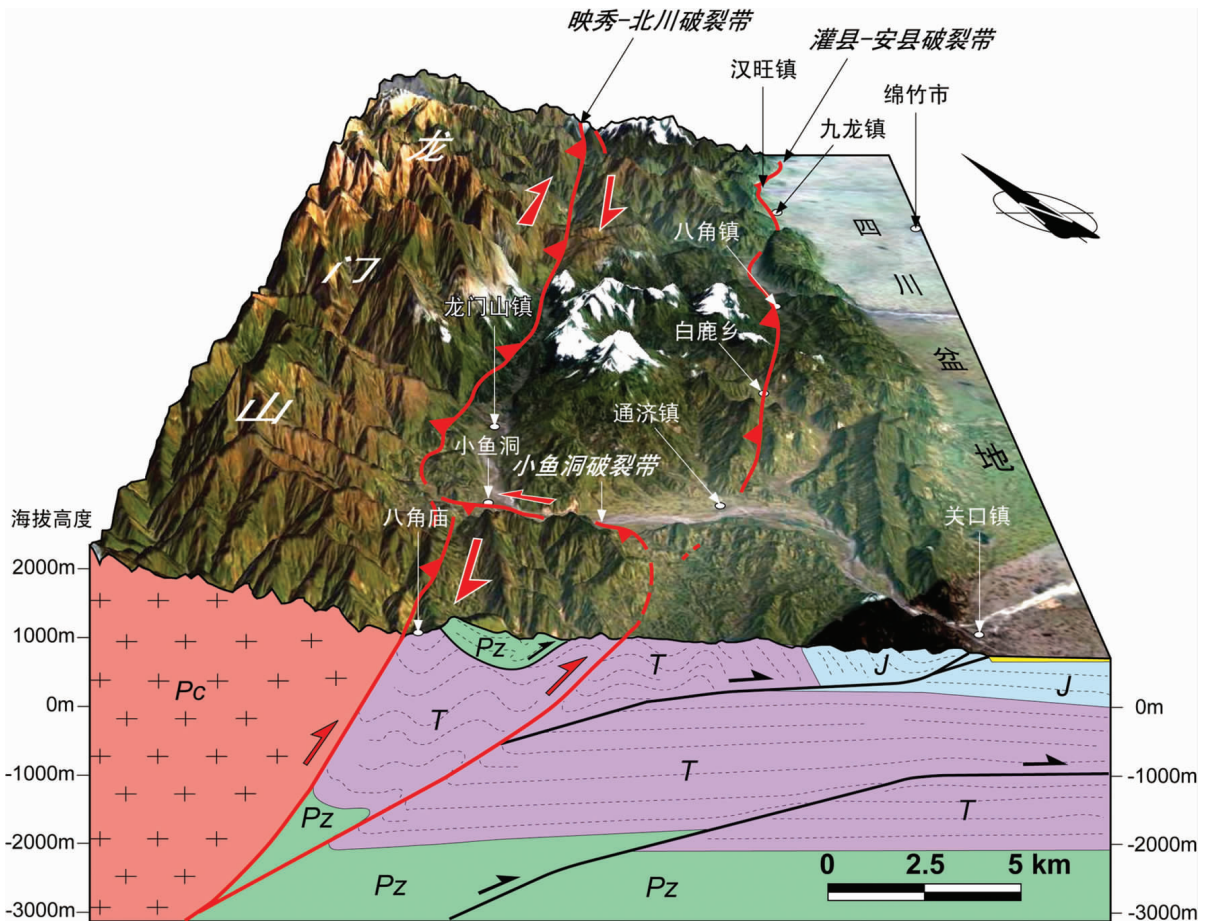 映秀-北川破裂带
灌县-安县破裂带
汉旺镇
绵竹市
九龙镇
龙
门
山
四
川
盆
地
八角镇
龙门山镇
白鹿乡
通济镇
小鱼洞
小鱼洞破裂带
八角庙
关口镇
海拔高度
2000m
1000m
0m
-1000m
-2000m
-3000m
0m
-1000m
-2000m
-3000m
Pc
Pz
T
T
J
J
T
T
Pz
Pz
Pz
0 2.5 5 km